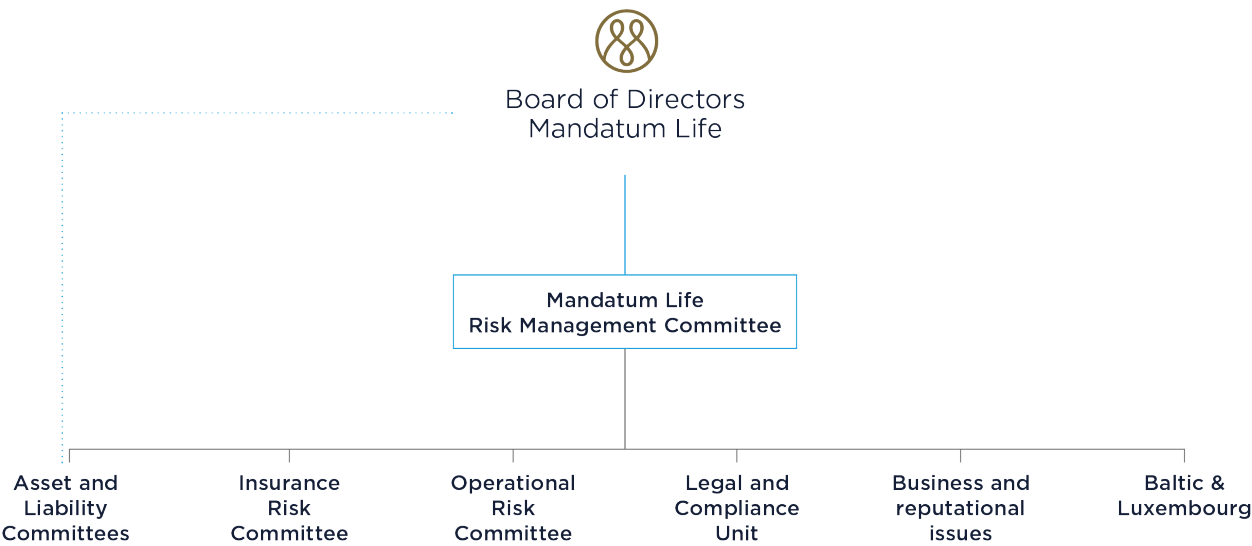 Board of Directors
Mandatum Life
Mandatum Life
Risk Management Committee
Asset and
Liability
Committees
Insurance
Risk
Committee
Operational
Risk
Committee
Legal and
Compliance
Unit
Business and
reputational
issues
Baltic &
Luxembourg